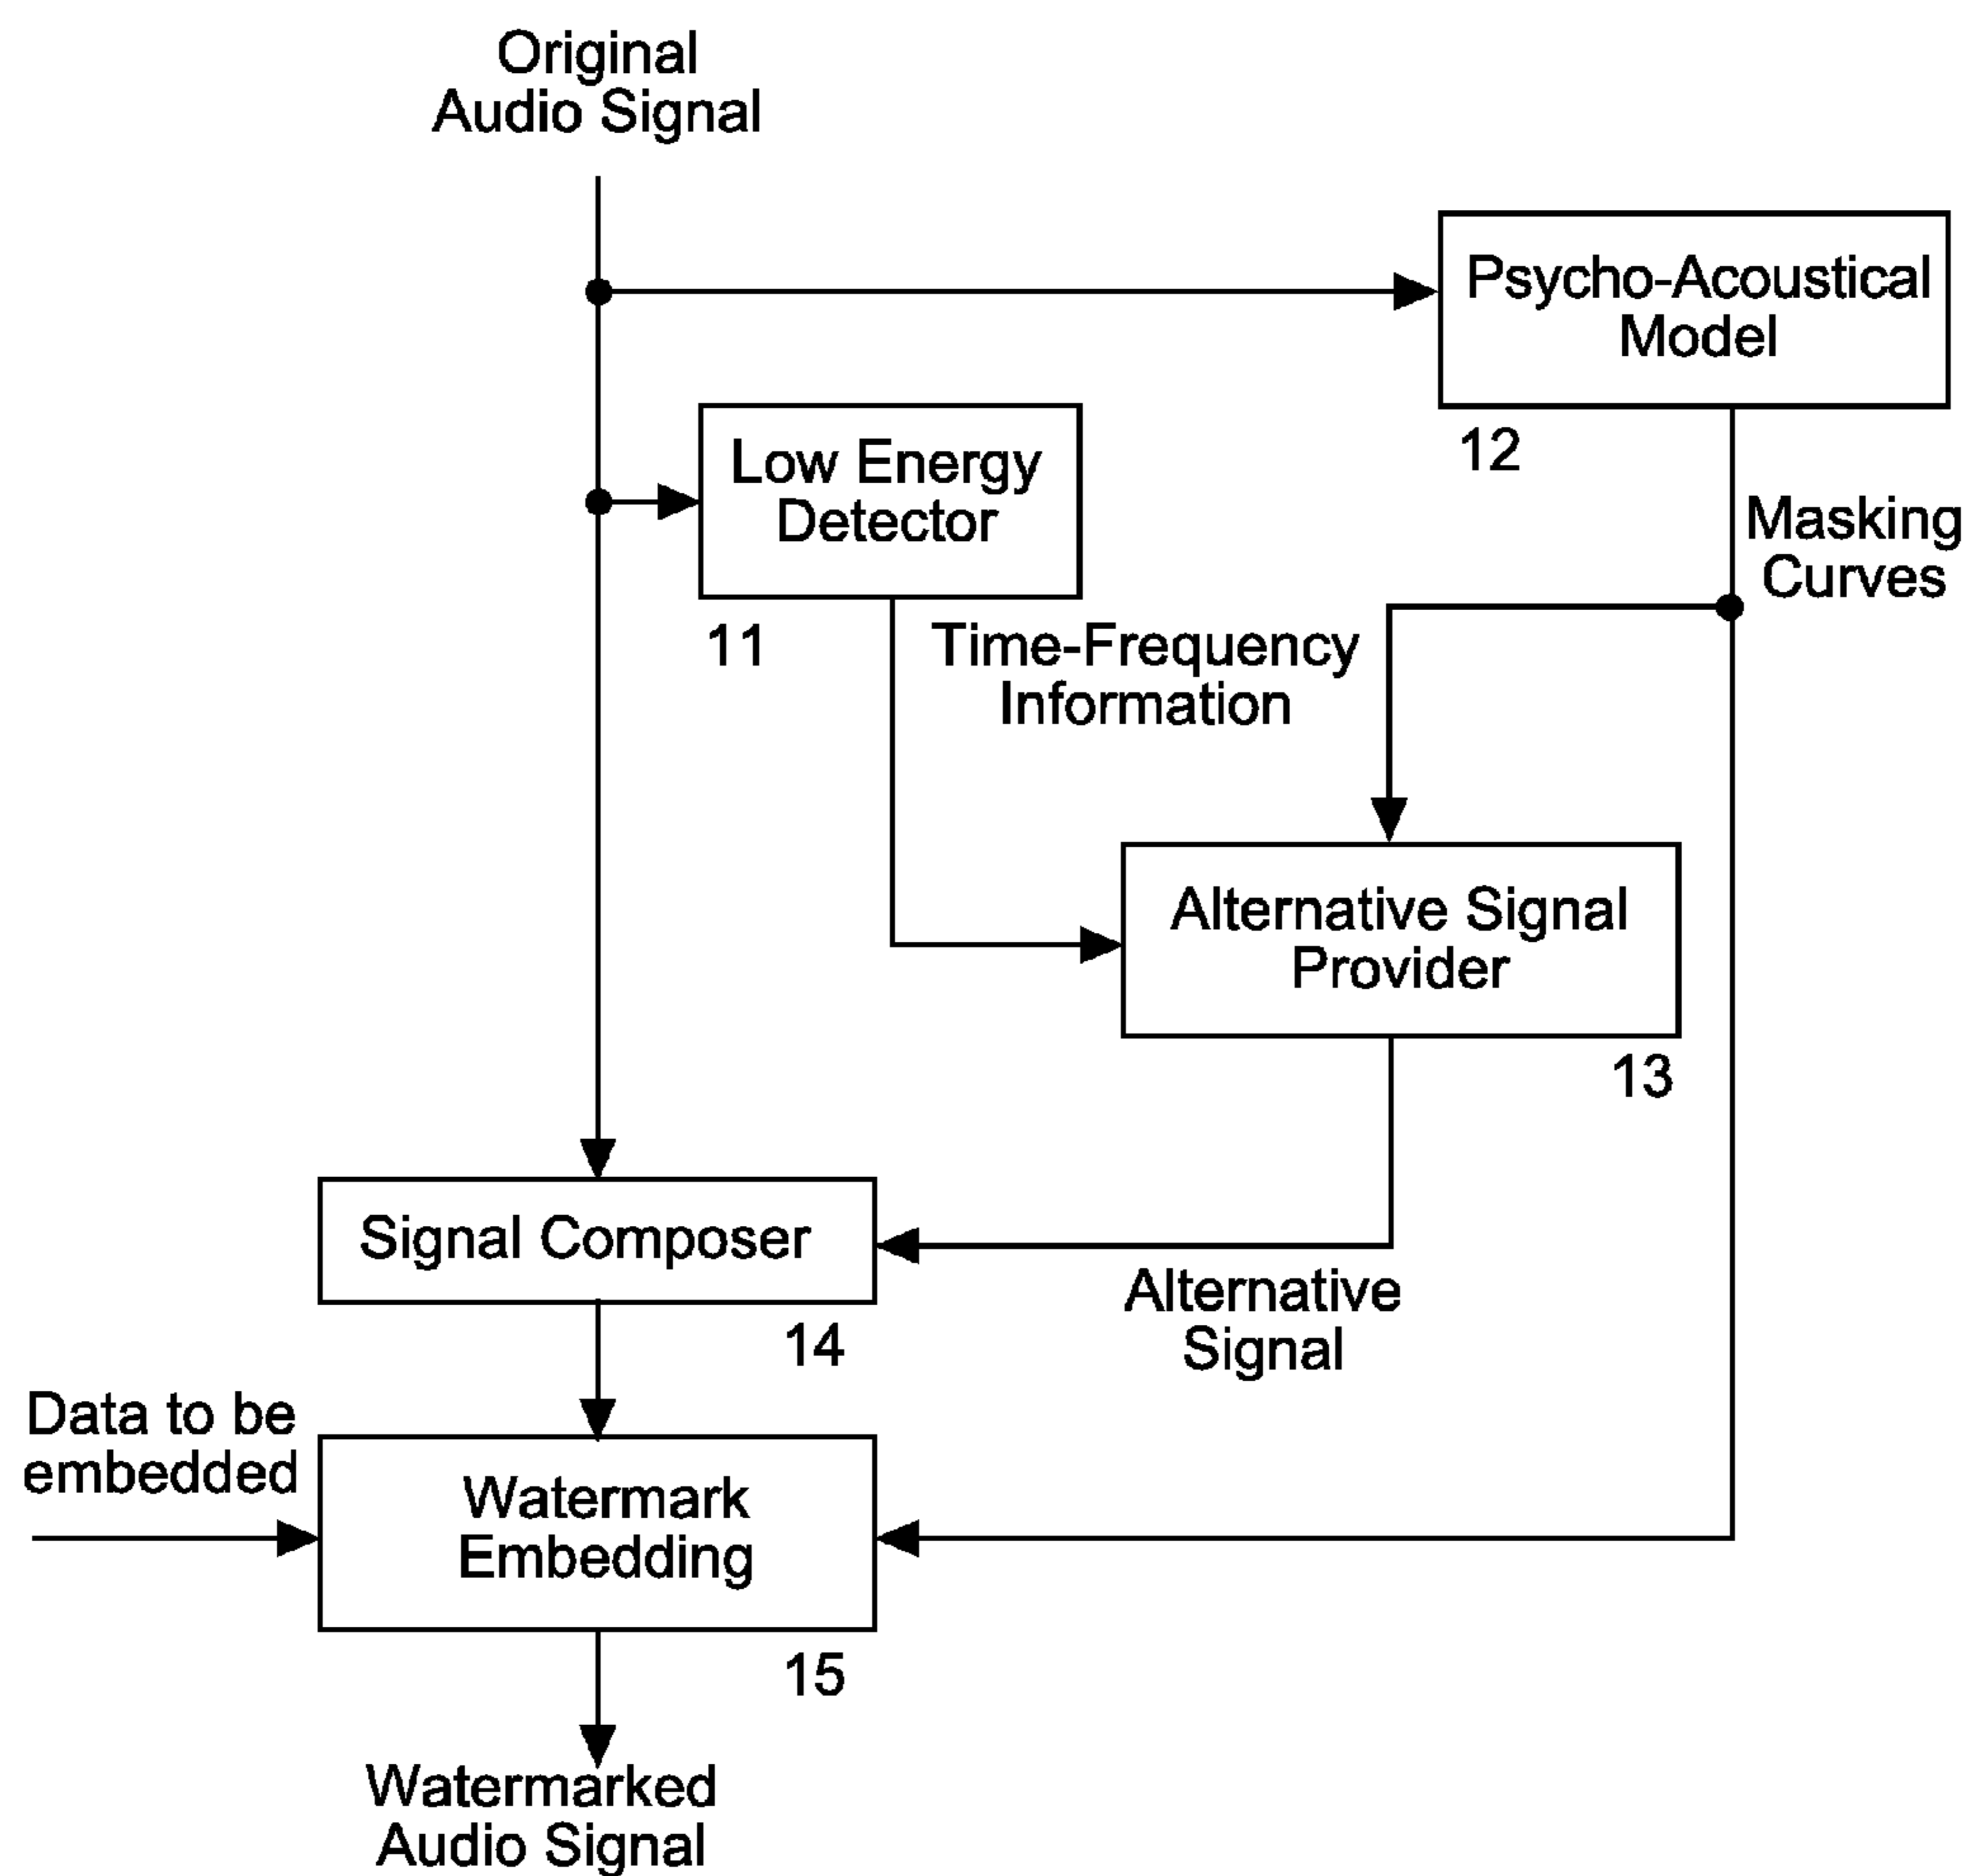 Original
Audio Signal
Psycho-Acoustical
Model
12
Low Energy
Detector
11
Masking
Curves
Time-Frequency
Information
Alternative Signal
Provider
13
Signal Composer
14
Alternative
Signal
Data to be
embedded
Watermark
Embedding
15
Watermarked
Audio Signal